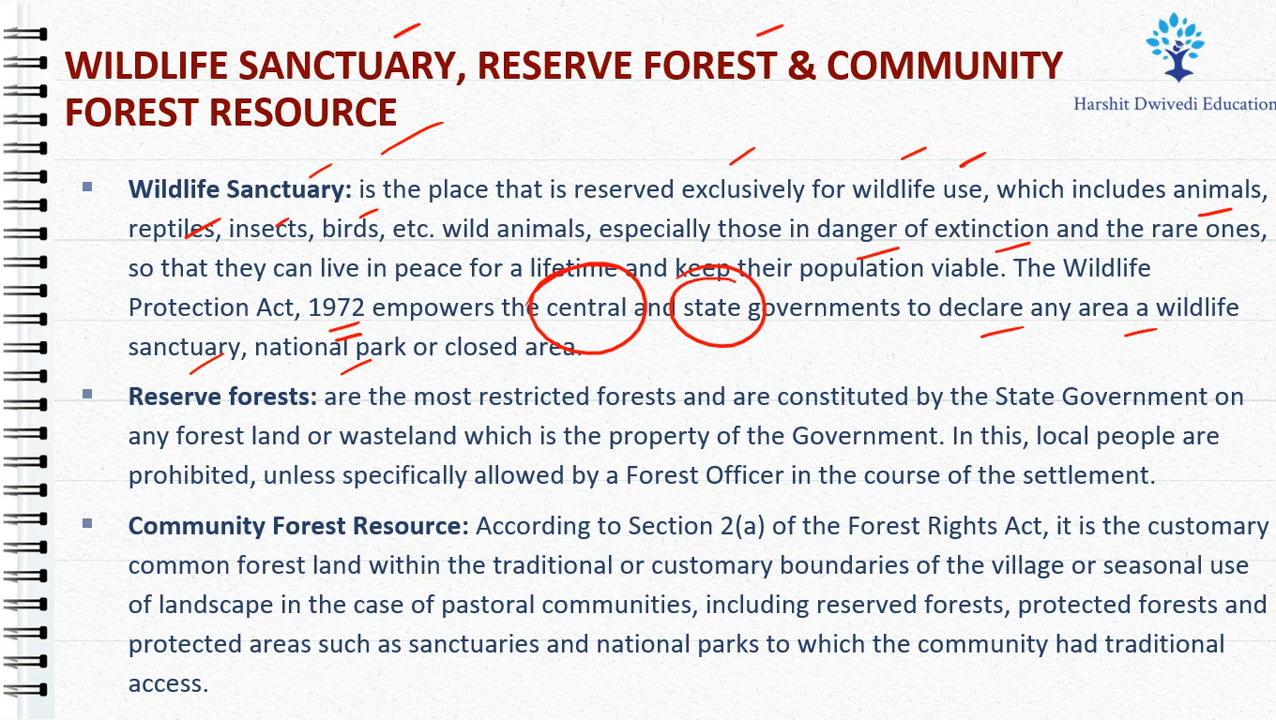 WILDLIFE SANCTUARY, RESERVE FOREST & COMMUNITY
FOREST RESOURCE
Harshit Dwivedi Education
Wildlife Sanctuary: is the place that is reserved exclusively for wildlife use, which includes animals,
reptiles, insects, birds, etc. wild animals, especially those in danger of extinction and the rare ones,
so that they can live in peace for a lifetime and keep their population viable. The Wildlife
Protection Act, 1972 empowers the central and state governments to declare any area a wildlife
sanctuary, national park or closed area.
Reserve forests: are the most restricted forests and are constituted by the State Government on
any forest land or wasteland which is the property of the Government. In this, local people are
prohibited, unless specifically allowed by a Forest Officer in the course of the settlement.
Community Forest Resource: According to Section 2(a) of the Forest Rights Act, it is the customary
common forest land within the traditional or customary boundaries of the village or seasonal use
of landscape in the case of pastoral communities, including reserved forests, protected forests and
protected areas such as sanctuaries and national parks to which the community had traditional
access.